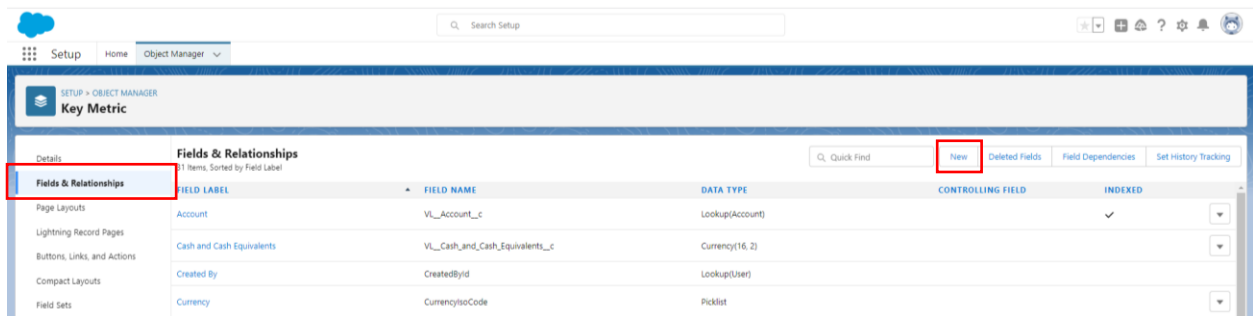 Search Setup
Setup Home Object Manager
SETUP > OBJECT MANAGER
Key Metric
Details
Fields & Relationships
Page Layouts
Lightning Record Pages
Buttons, Links, and Actions
Compact Layouts
Field Sets
Fields & Relationships
31 Items, Sorted by Field Label
Quick Find New Deleted Fields Field Dependencies Set History Tracking
FIELD LABEL FIELD NAME DATA TYPE CONTROLLING FIELD INDEXED
Account VL__Account__c Lookup(Account)
Cash and Cash Equivalents VL__Cash_and_Cash_Equivalents__c Currency(16, 2)
Created By CreatedById Lookup(User)
Currency CurrencyIsoCode Picklist